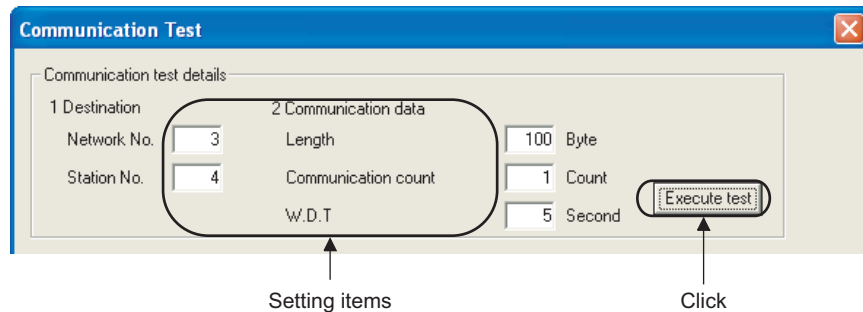 Communication Test
Communication test details
1 Destination
2 Communication data
Network No. 3
Length 100 Byte
Station No. 4
Communication count 1 Count
Execute test
W.D.T 5 Second
Setting items
Click